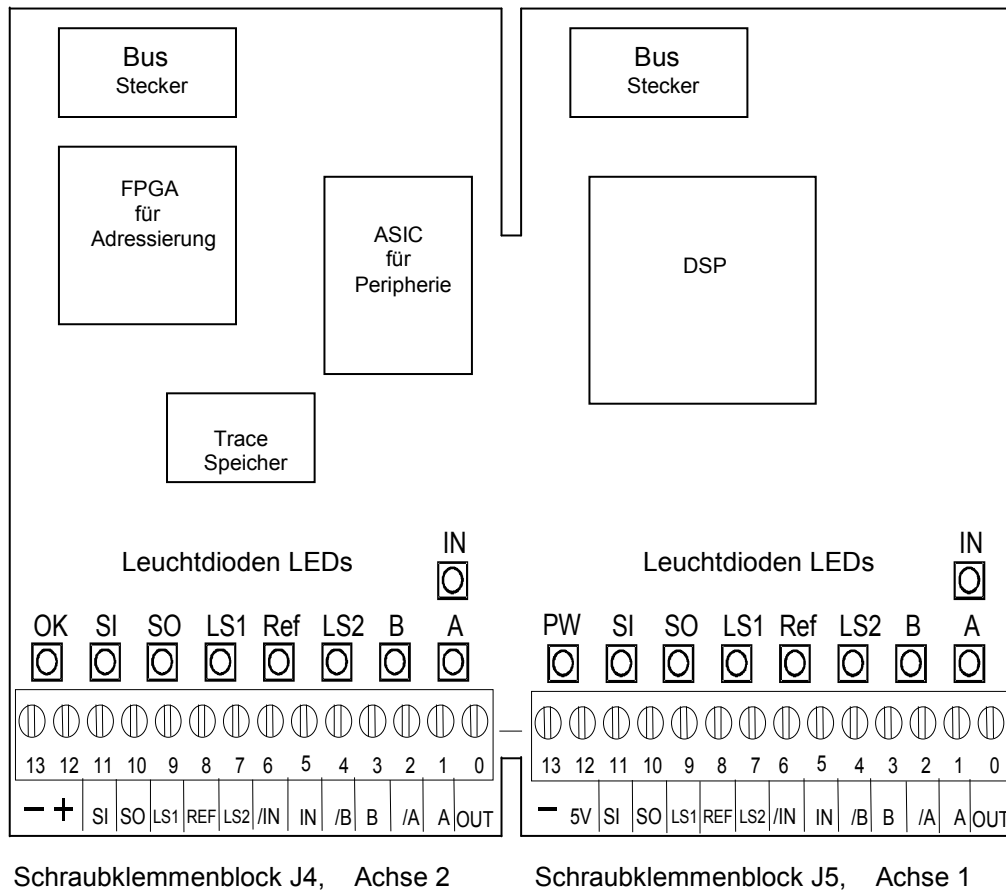 Bus
Stecker
Bus
Stecker
FPGA
für
Adressierung
ASIC
für
Peripherie
DSP
Trace
Speicher
Leuchtdioden LEDs
IN
Leuchtdioden LEDs
IN
OK SI SO LS1 Ref LS2 B A
PW SI SO LS1 Ref LS2 B A
13 12 11 10 9 8 7 6 5 4 3 2 1 0
13 12 11 10 9 8 7 6 5 4 3 2 1 0
− + SI SO LS1 REF LS2 /IN IN /B B /A A OUT
− 5V SI SO LS1 REF LS2 /IN IN /B B /A A OUT
Schraubklemmenblock J4, Achse 2
Schraubklemmenblock J5, Achse 1